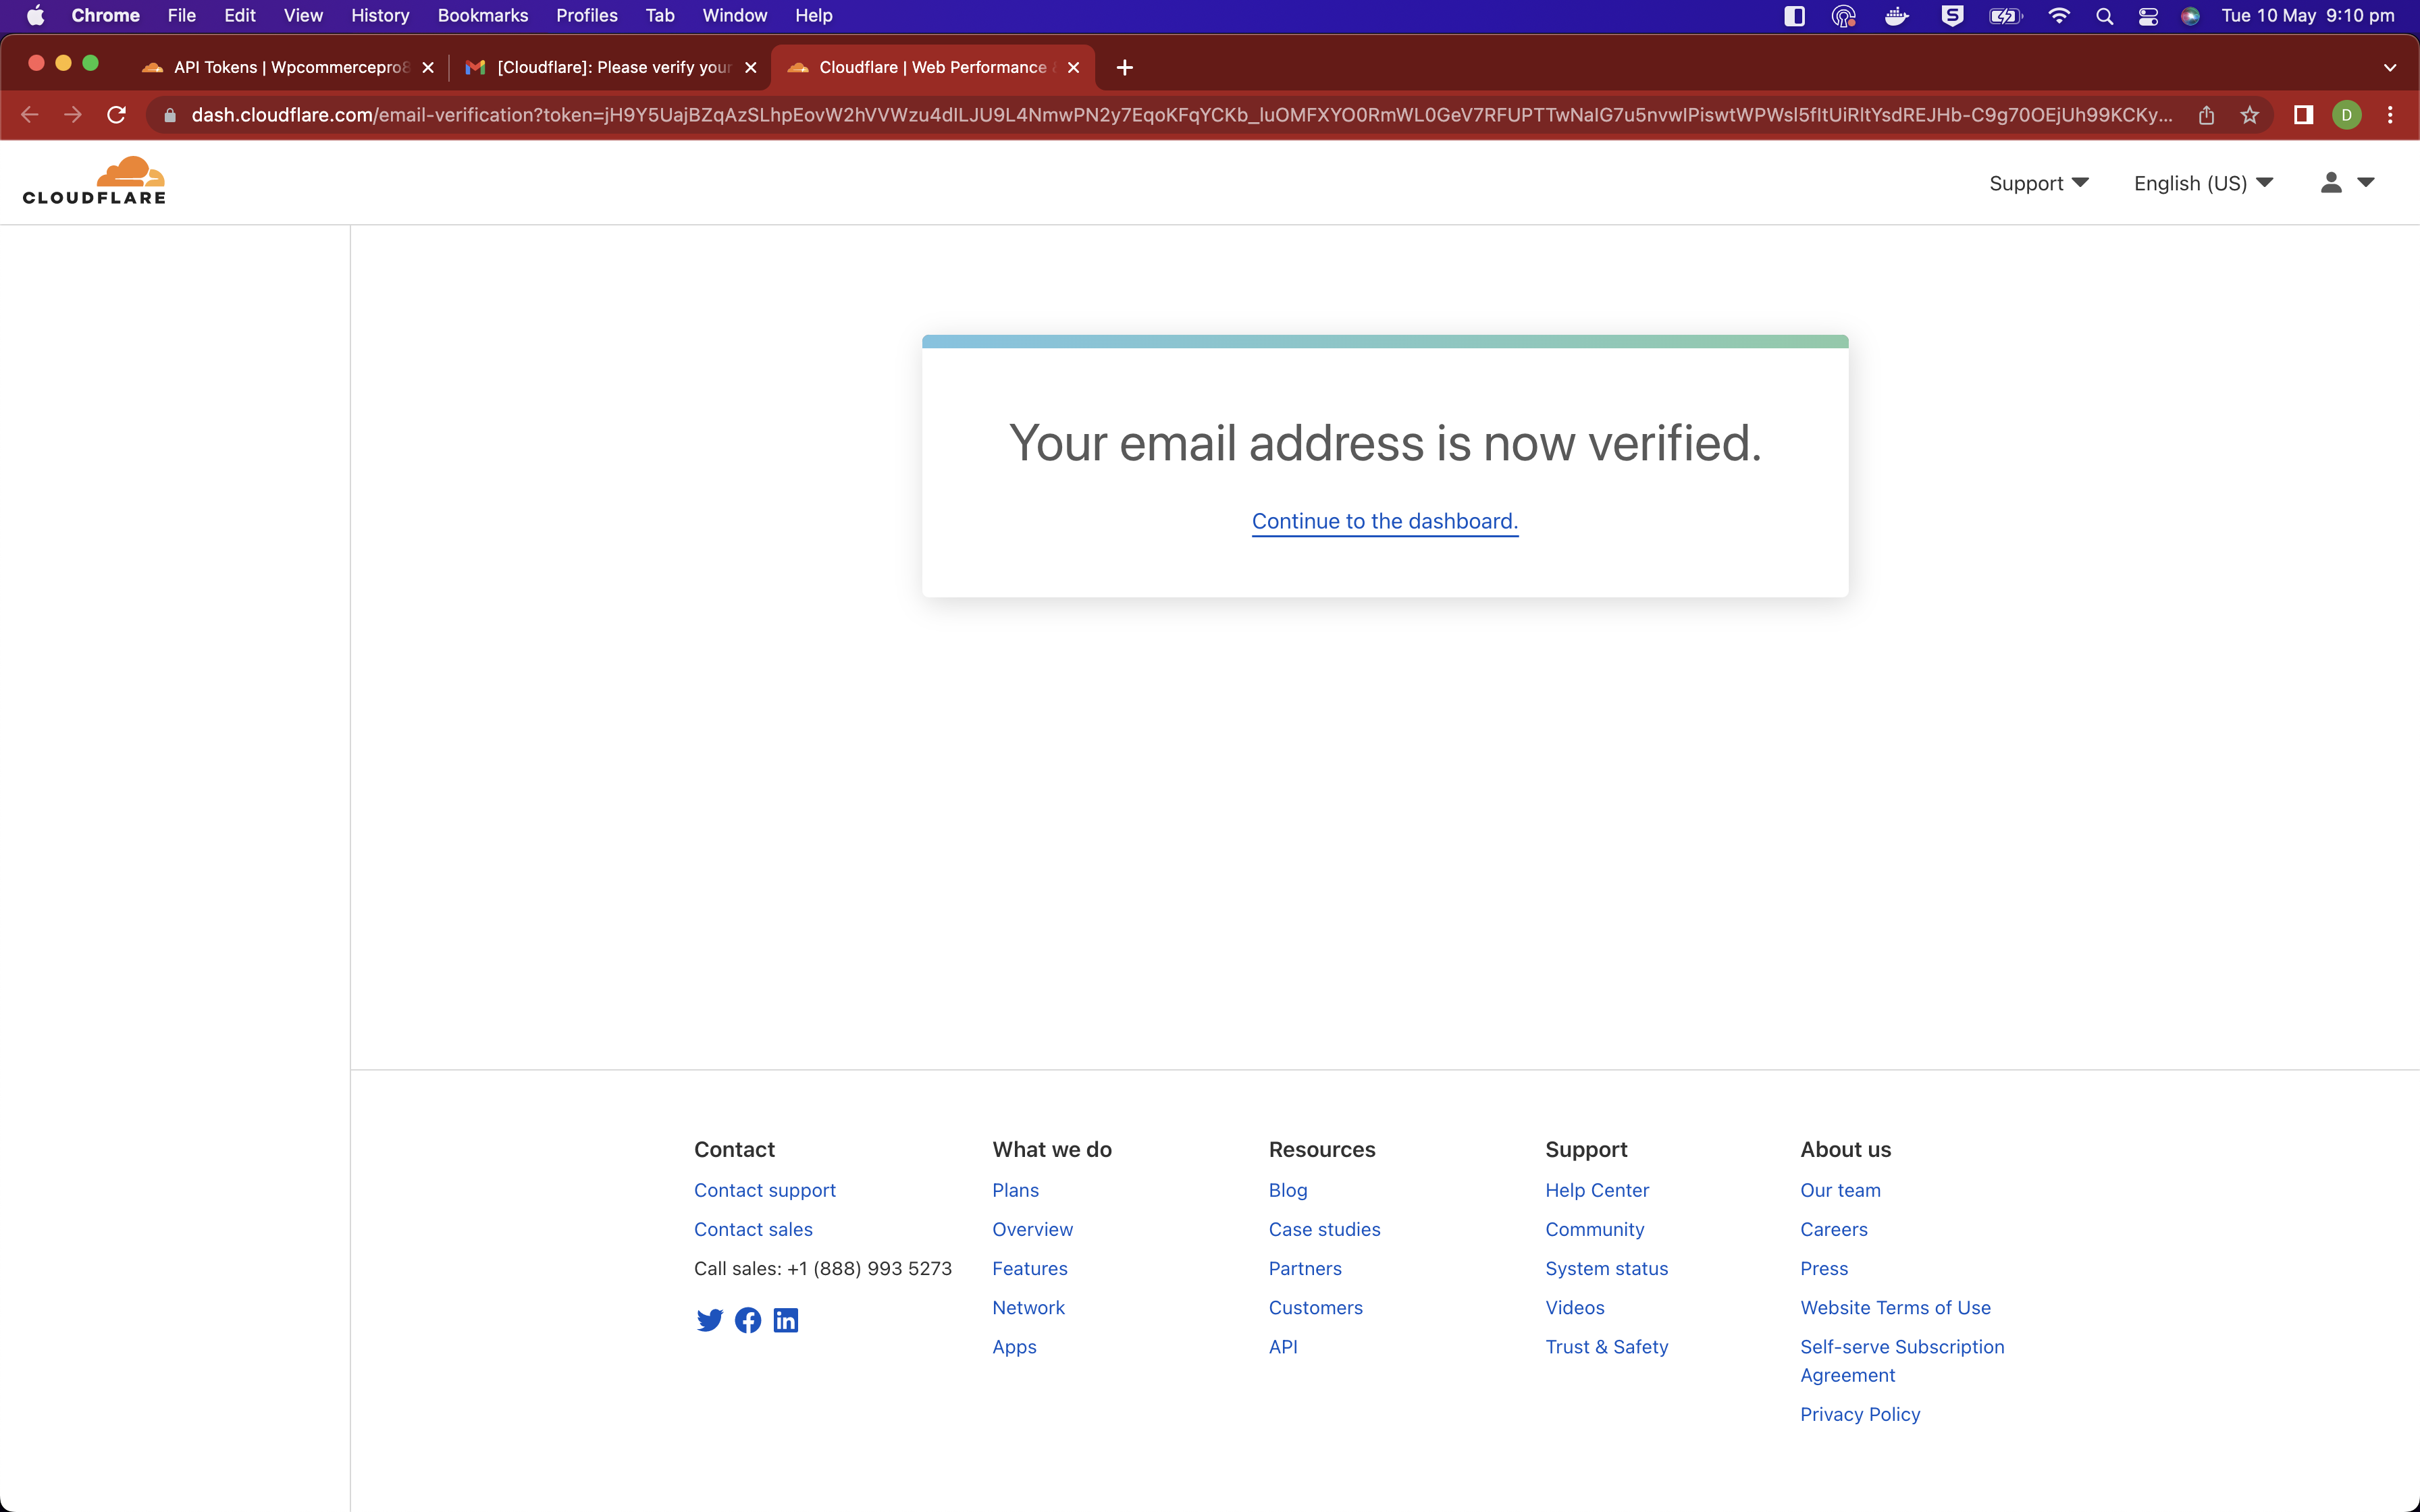 Chrome File Edit View History Bookmarks Profiles Tab Window Help Tue 10 May 9:10 pm
API Tokens | Wpcommercepro8 [Cloudflare]: Please verify your Cloudflare | Web Performance
dash.cloudflare.com/email-verification?token=
D
CLOUDFLARE
Support English (US)
Your email address is now verified.
Continue to the dashboard.
Contact
Contact support
Contact sales
Call sales: +1 (888) 993 5273
What we do
Plans
Overview
Features
Network
Apps
Resources
Blog
Case studies
Partners
Customers
API
Support
Help Center
Community
System status
Videos
Trust & Safety
About us
Our team
Careers
Press
Website Terms of Use
Self-serve Subscription
Agreement
Privacy Policy